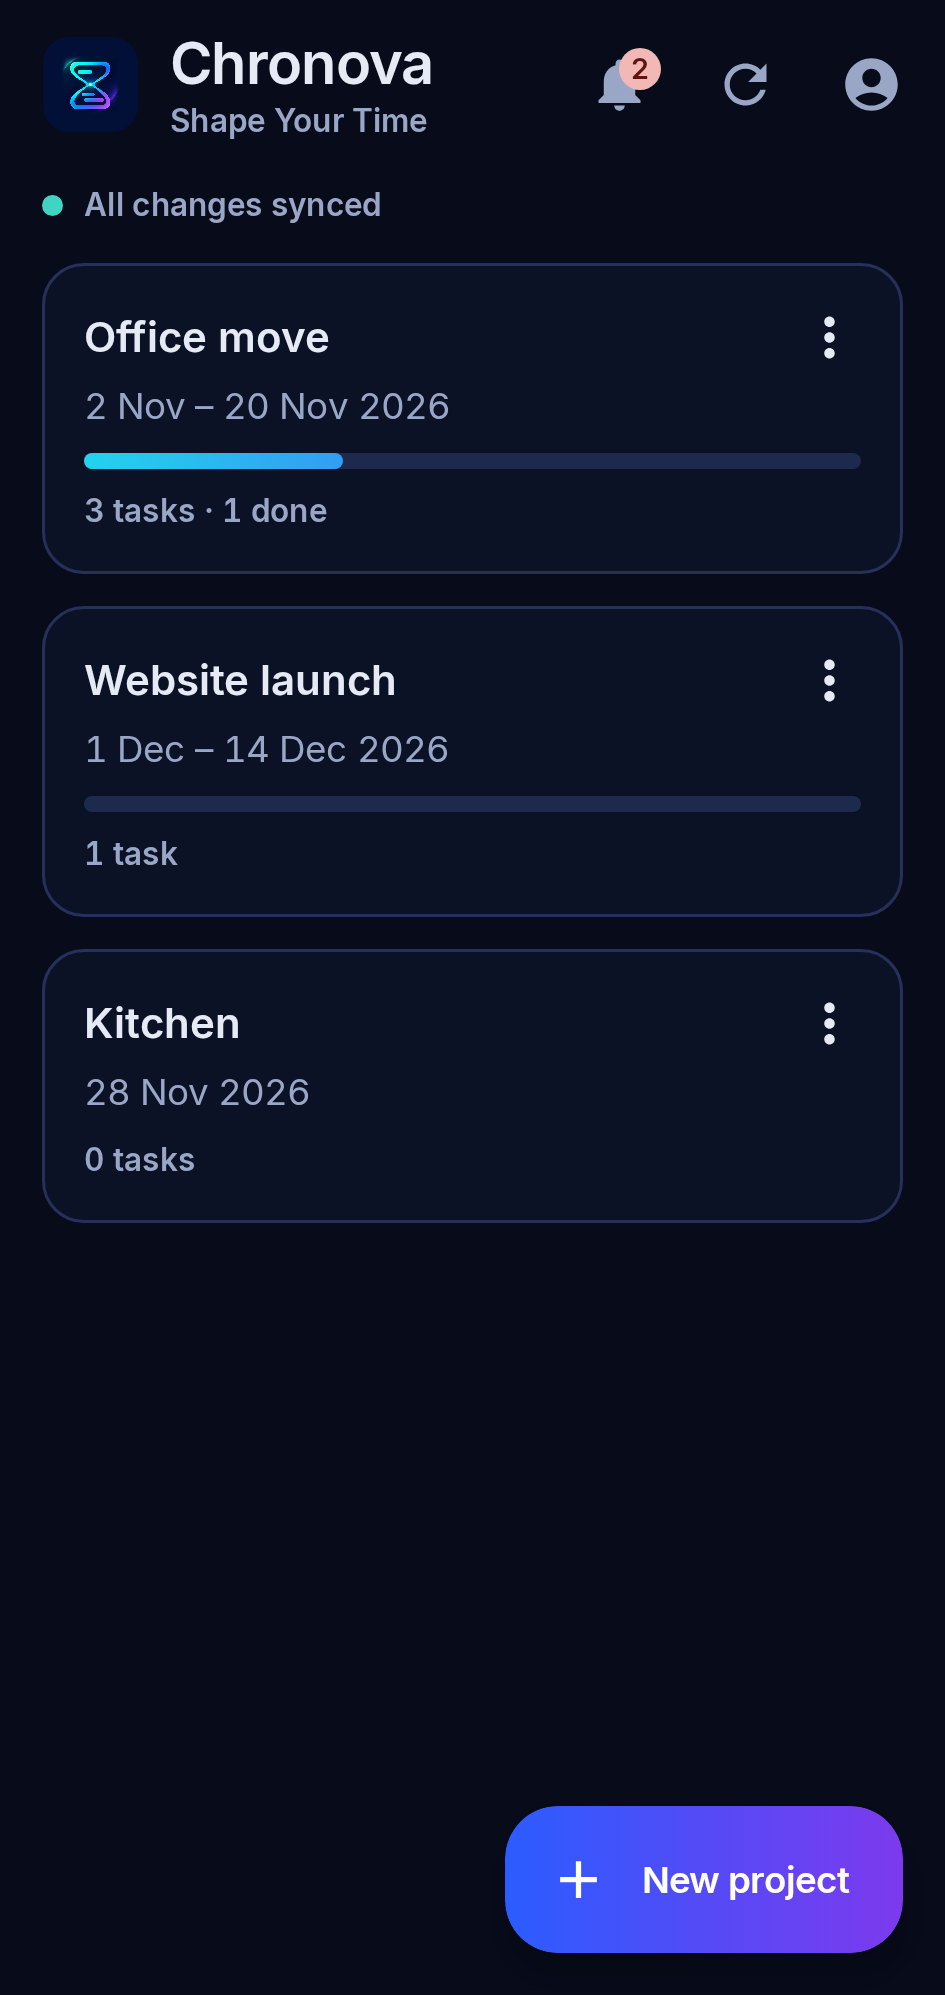 Chronova
Shape Your Time
2
All changes synced
Office move
2 Nov – 20 Nov 2026
3 tasks · 1 done
Website launch
1 Dec – 14 Dec 2026
1 task
Kitchen
28 Nov 2026
0 tasks
New project